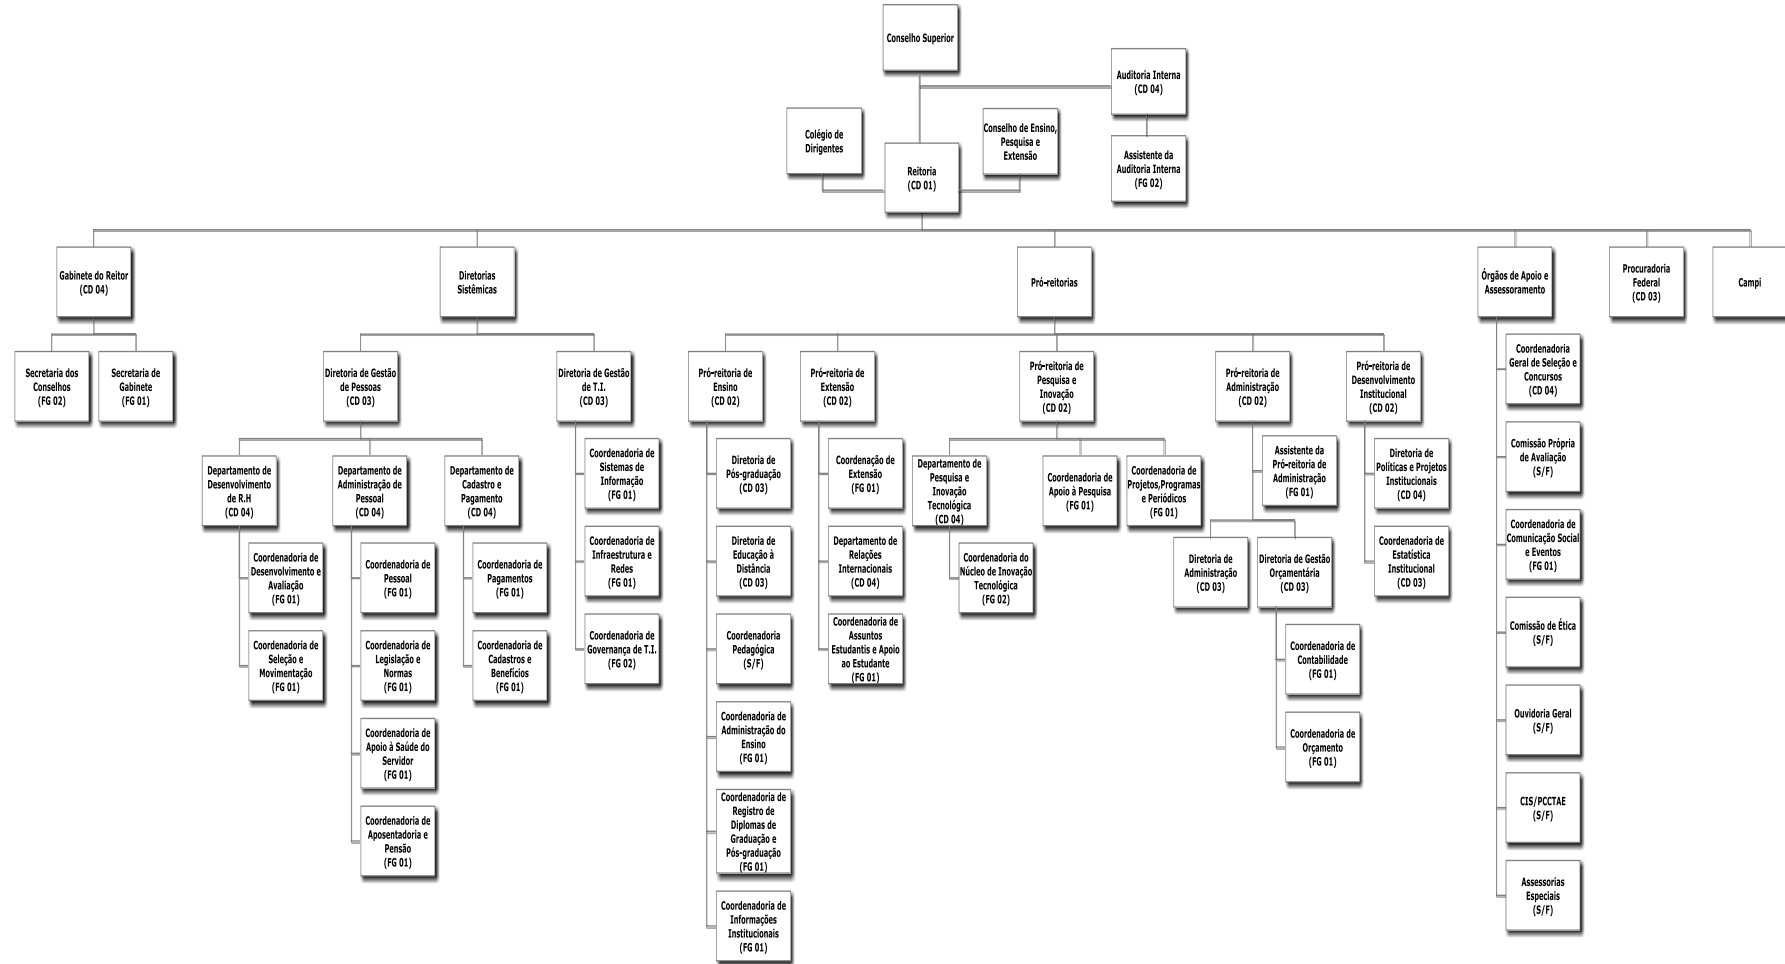 Conselho Superior
Auditoria Interna
(CD 04)
Colégio de
Dirigentes
Conselho de Ensino,
Pesquisa e
Extensão
Reitoria
(CD 01)
Assistente da
Auditoria Interna
(FG 02)
Gabinete do Reitor
(CD 04)
Diretorias
Sistêmicas
Pró-reitorias
Órgãos de Apoio e
Assessoramento
Procuradoria
Federal
(CD 03)
Campi
Secretaria dos
Conselhos
(FG 02)
Secretaria de
Gabinete
(FG 01)
Diretoria de Gestão
de Pessoas
(CD 03)
Diretoria de Gestão
de T.I.
(CD 03)
Pró-reitoria de
Ensino
(CD 02)
Pró-reitoria de
Extensão
(CD 02)
Pró-reitoria de
Pesquisa e
Inovação
(CD 02)
Pró-reitoria de
Administração
(CD 02)
Pró-reitoria de
Desenvolvimento
Institucional
(CD 02)
Coordenadoria
Geral de Seleção e
Concursos
(CD 04)
Departamento de
Desenvolvimento
de R.H
(CD 04)
Departamento de
Administração de
Pessoal
(CD 04)
Departamento de
Cadastro e
Pagamento
(CD 04)
Coordenadoria de
Sistemas de
Informação
(FG 01)
Diretoria de
Pós-graduação
(CD 03)
Coordenação de
Extensão
(FG 01)
Departamento de
Pesquisa e
Inovação
Tecnológica
(CD 04)
Coordenadoria de
Apoio à Pesquisa
(FG 01)
Coordenadoria de
Projetos,Programas
e Periódicos
(FG 01)
Assistente da
Pró-reitoria de
Administração
(FG 01)
Diretoria de
Políticas e Projetos
Institucionais
(CD 04)
Comissão Própria
de Avaliação
(S/F)
Coordenadoria de
Desenvolvimento e
Avaliação
(FG 01)
Coordenadoria de
Pessoal
(FG 01)
Coordenadoria de
Pagamentos
(FG 01)
Coordenadoria de
Infraestrutura e
Redes
(FG 01)
Diretoria de
Educação à
Distância
(CD 03)
Departamento de
Relações
Internacionais
(CD 04)
Coordenadoria do
Núcleo de Inovação
Tecnológica
(FG 02)
Diretoria de
Administração
(CD 03)
Diretoria de Gestão
Orçamentária
(CD 03)
Coordenadoria de
Estatística
Institucional
(CD 03)
Coordenadoria de
Comunicação Social
e Eventos
(FG 01)
Coordenadoria de
Seleção e
Movimentação
(FG 01)
Coordenadoria de
Legislação e
Normas
(FG 01)
Coordenadoria de
Cadastros e
Benefícios
(FG 01)
Coordenadoria de
Governança de T.I.
(FG 02)
Coordenadoria
Pedagógica
(S/F)
Coordenadoria de
Assuntos
Estudantis e Apoio
ao Estudante
(FG 01)
Coordenadoria de
Contabilidade
(FG 01)
Comissão de Ética
(S/F)
Coordenadoria de
Apoio à Saúde do
Servidor
(FG 01)
Coordenadoria de
Administração do
Ensino
(FG 01)
Coordenadoria de
Orçamento
(FG 01)
Ouvidoria Geral
(S/F)
Coordenadoria de
Aposentadoria e
Pensão
(FG 01)
Coordenadoria de
Registro de
Diplomas de
Graduação e
Pós-graduação
(FG 01)
CIS/PCCTAE
(S/F)
Coordenadoria de
Informações
Institucionais
(FG 01)
Assessorias
Especiais
(S/F)